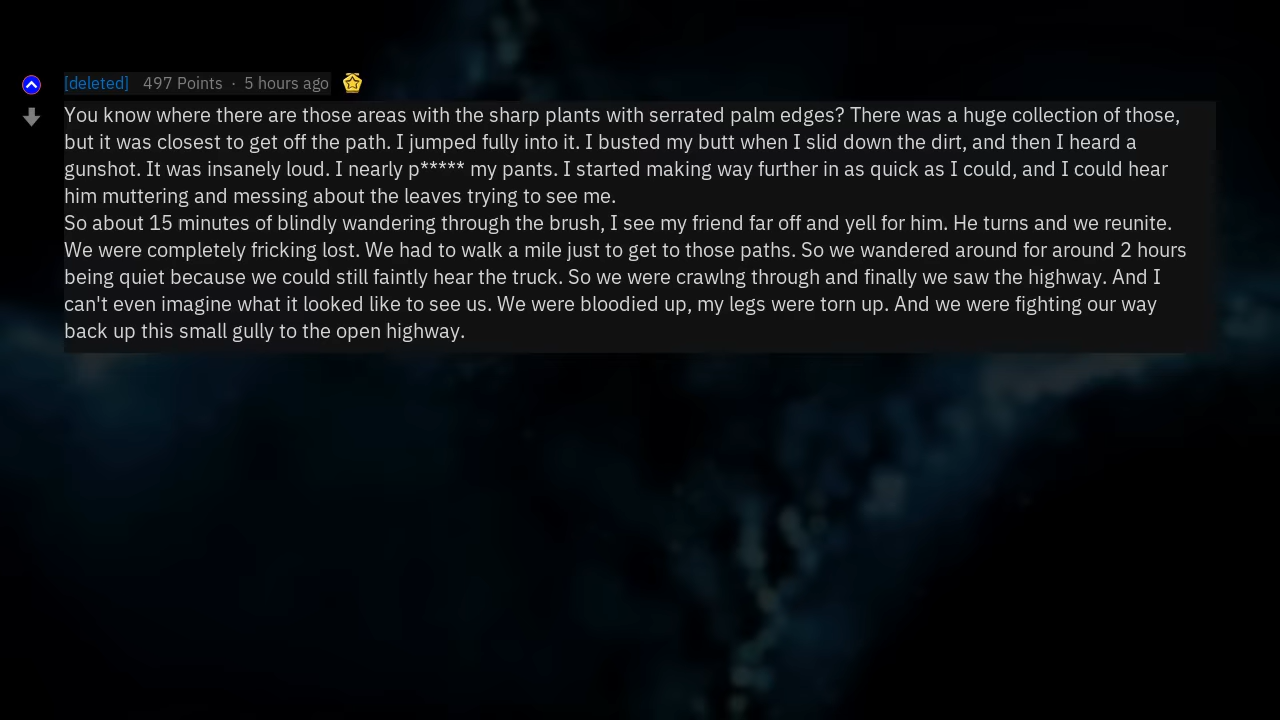 [deleted] 497 Points · 5 hours ago
You know where there are those areas with the sharp plants with serrated palm edges? There was a huge collection of those,
but it was closest to get off the path. I jumped fully into it. I busted my butt when I slid down the dirt, and then I heard a
gunshot. It was insanely loud. I nearly p***** my pants. I started making way further in as quick as I could, and I could hear
him muttering and messing about the leaves trying to see me.
So about 15 minutes of blindly wandering through the brush, I see my friend far off and yell for him. He turns and we reunite.
We were completely fricking lost. We had to walk a mile just to get to those paths. So we wandered around for around 2 hours
being quiet because we could still faintly hear the truck. So we were crawlng through and finally we saw the highway. And I
can't even imagine what it looked like to see us. We were bloodied up, my legs were torn up. And we were fighting our way
back up this small gully to the open highway.